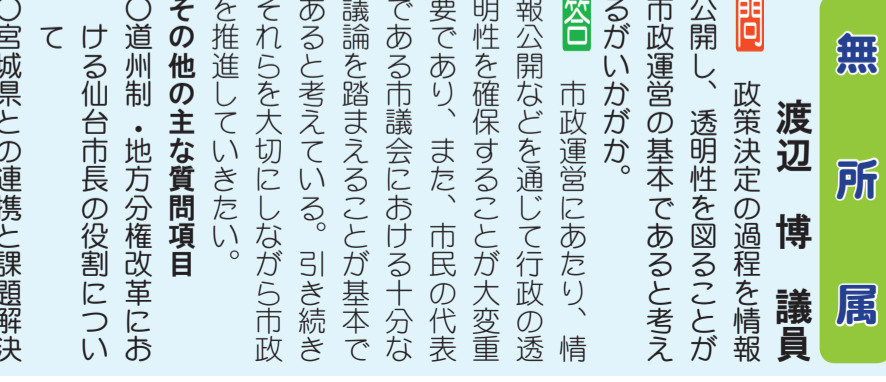 無所属
渡辺 博 議員
問 政策決定の過程を情報
公開し、透明性を図ることが
市政運営の基本であると考え
るがいかがか。
答 市政運営にあたり、情
報公開などを通じて行政の透
明性を確保することが大変重
要であり、また、市民の代表
である市議会における十分な
議論を踏まえることが基本で
あると考えている。引き続き
それらを大切にしながら市政
を推進していきたい。
その他の主な質問項目
〇道州制・地方分権改革にお
ける仙台市長の役割につい
て
〇宮城県との連携と課題解決